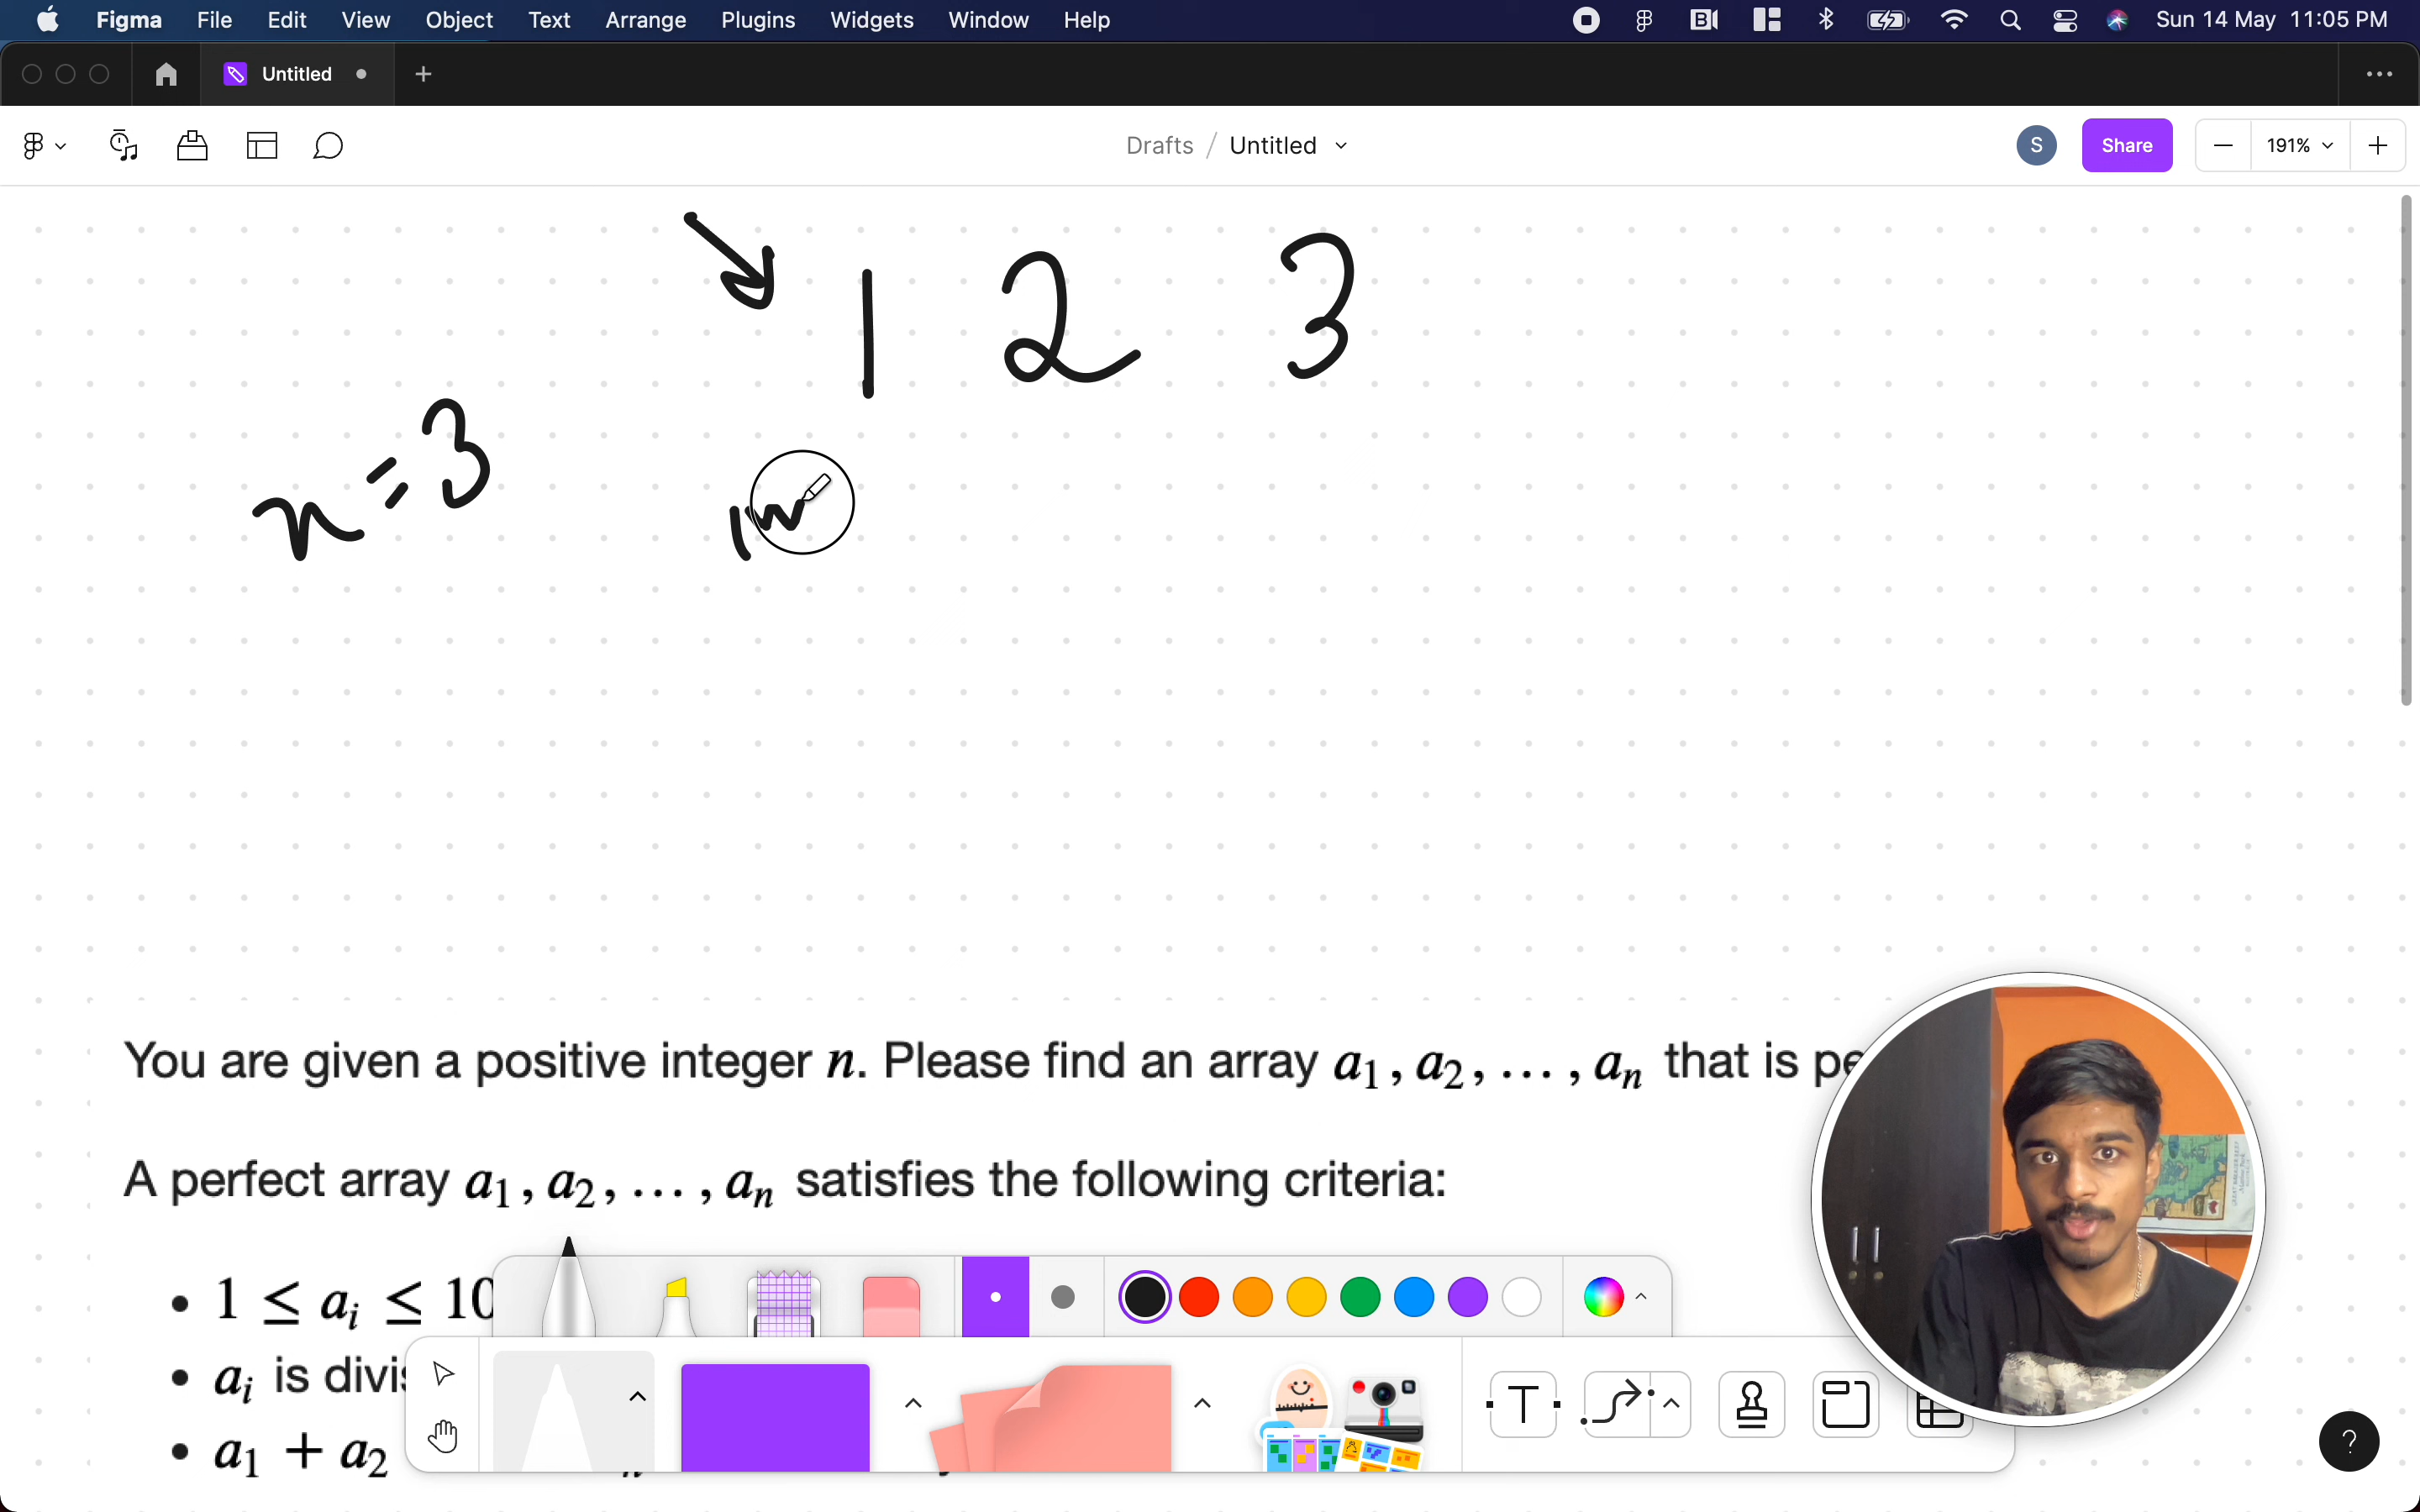 Figma File Edit View Object Text Arrange Plugins Widgets Window Help Sun 14 May 11:05 PM
Untitled
Drafts / Untitled S Share 191%
1 2 3
n=3
You are given a positive integer n. Please find an array a₁, a₂, …, aₙ that is pe
A perfect array a₁, a₂, …, aₙ satisfies the following criteria:
• 1 ≤ aᵢ ≤ 10
• aᵢ is divis
• a₁ + a₂
T
?